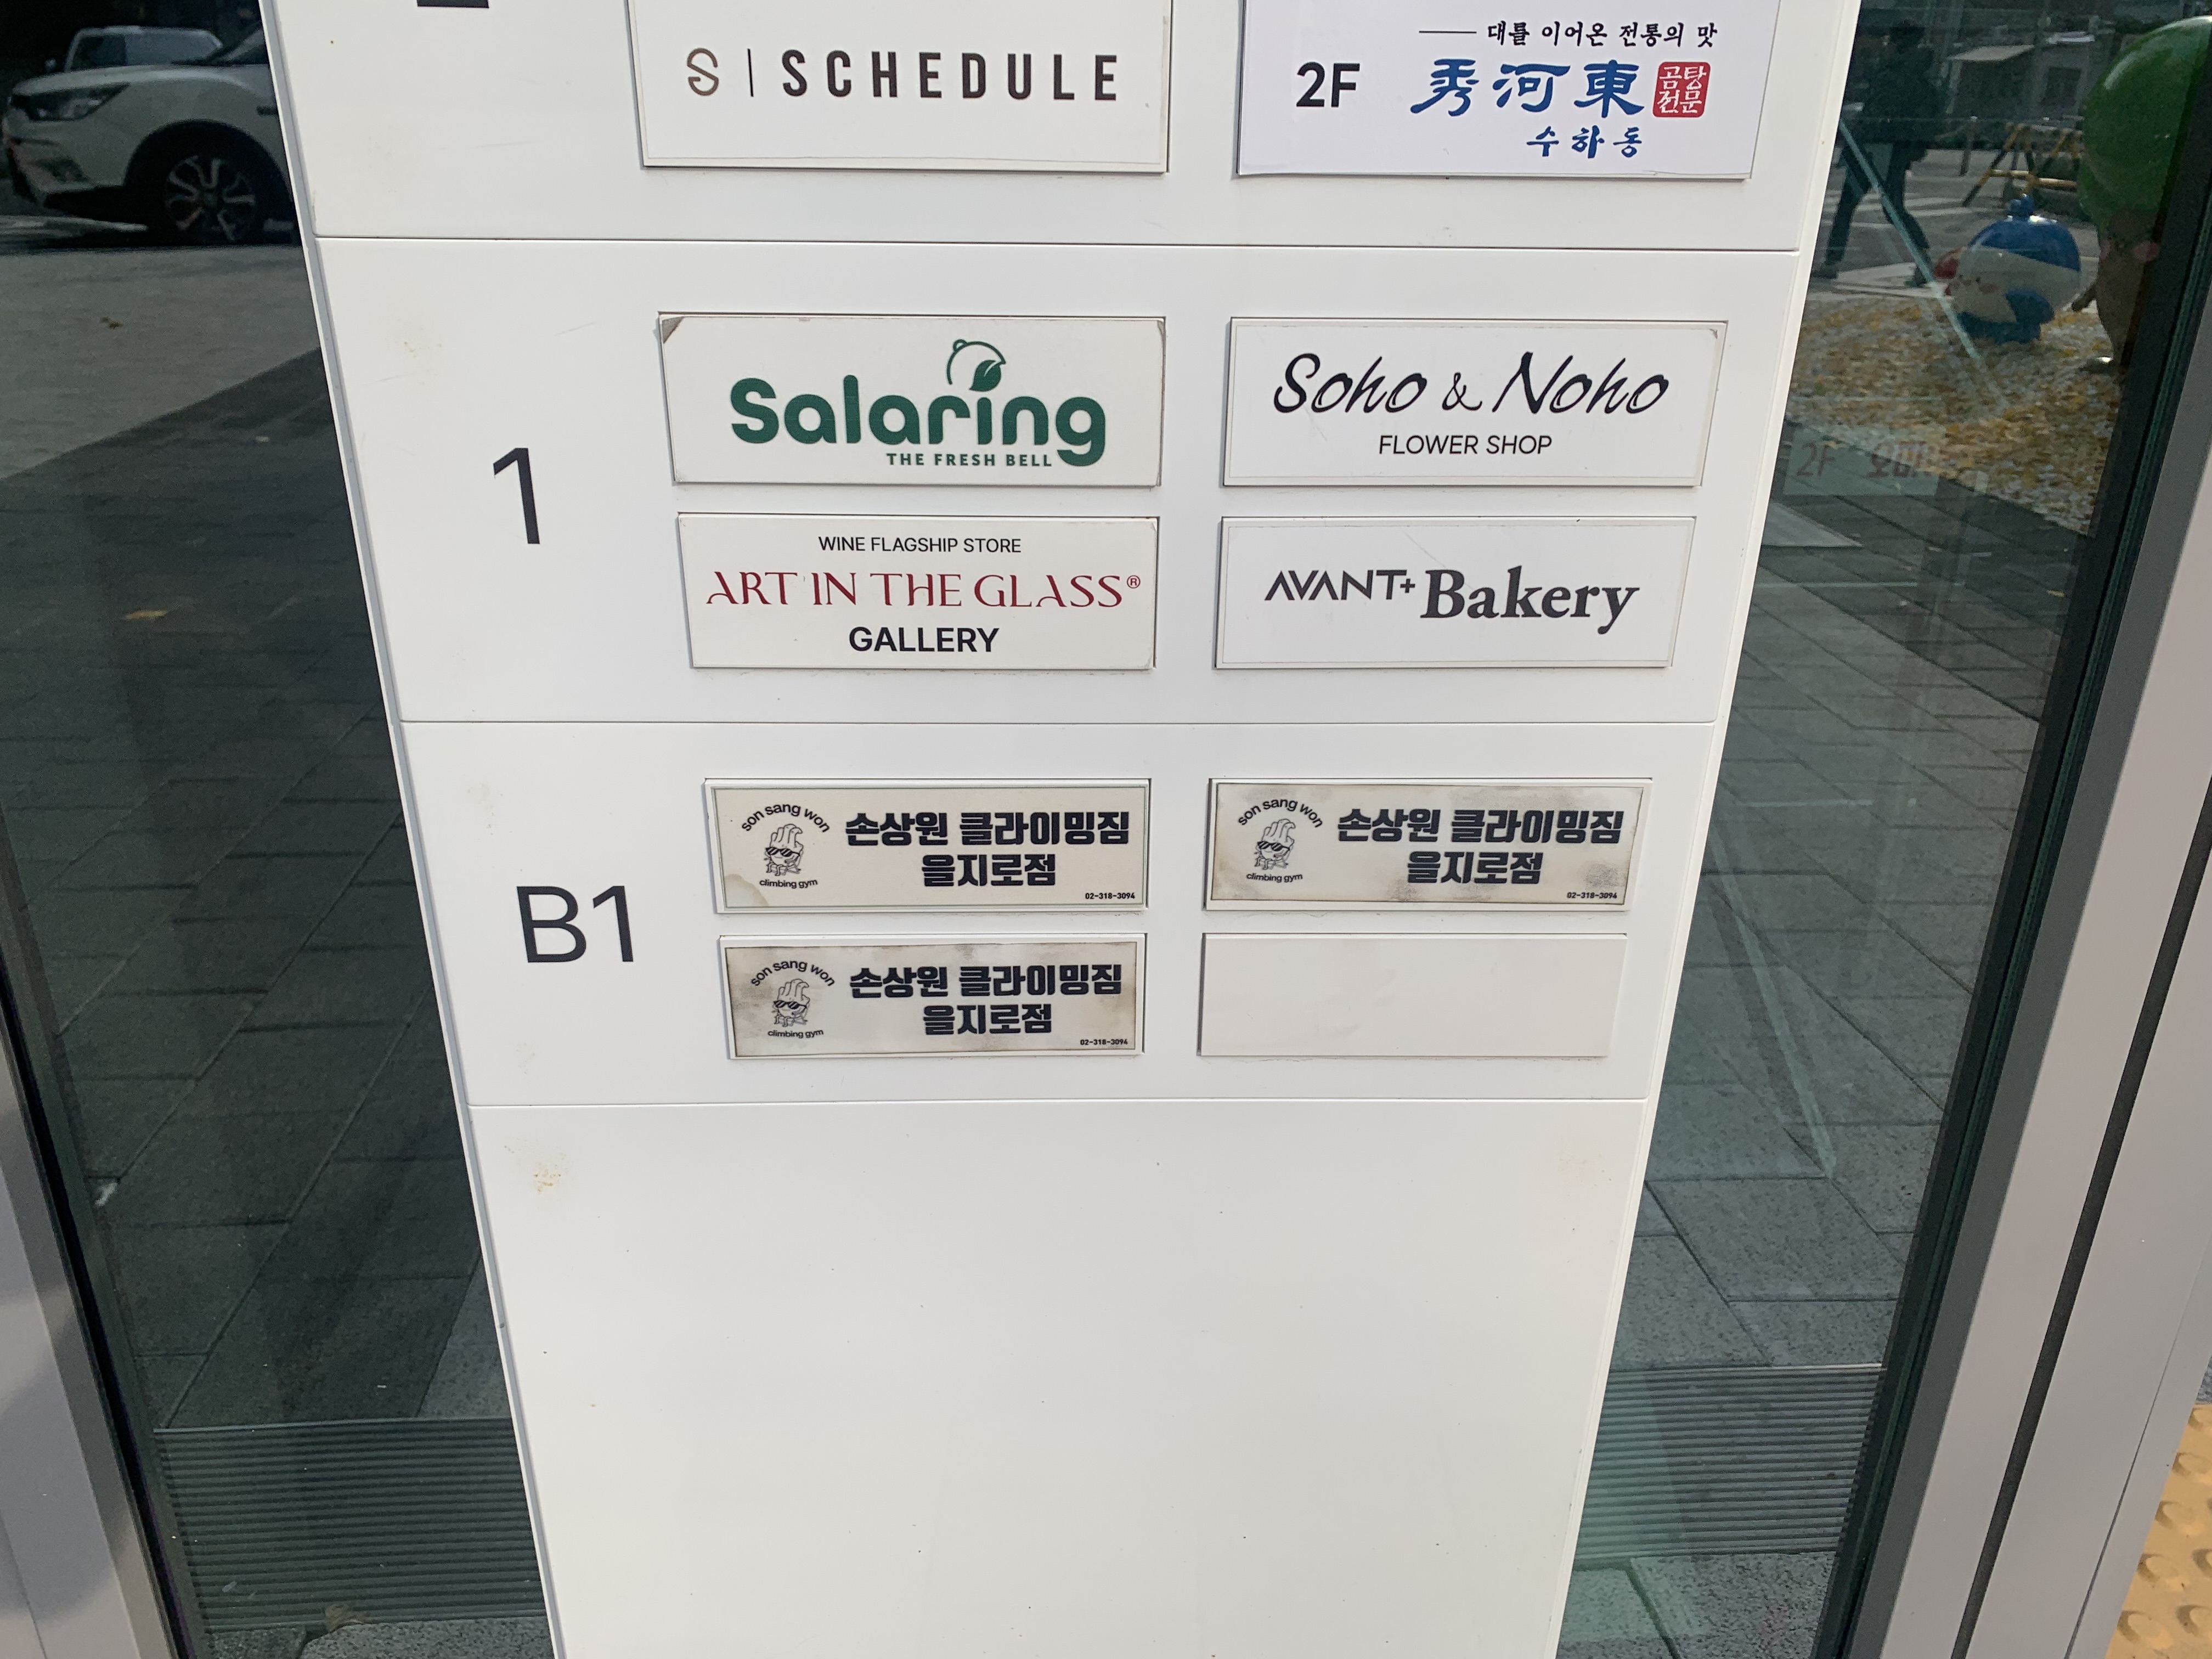 S | SCHEDULE
대를 이어온 전통의 맛
2F 秀河東 곰탕전문
수하동
1
Salaring
THE FRESH BELL
Soho & Noho
FLOWER SHOP
WINE FLAGSHIP STORE
ART IN THE GLASS®
GALLERY
AVANT+ Bakery
B1
son sang won
climbing gym
손상원 클라이밍짐
을지로점
02-318-3094
son sang won
climbing gym
손상원 클라이밍짐
을지로점
02-318-3094
son sang won
climbing gym
손상원 클라이밍짐
을지로점
02-318-3094
2F